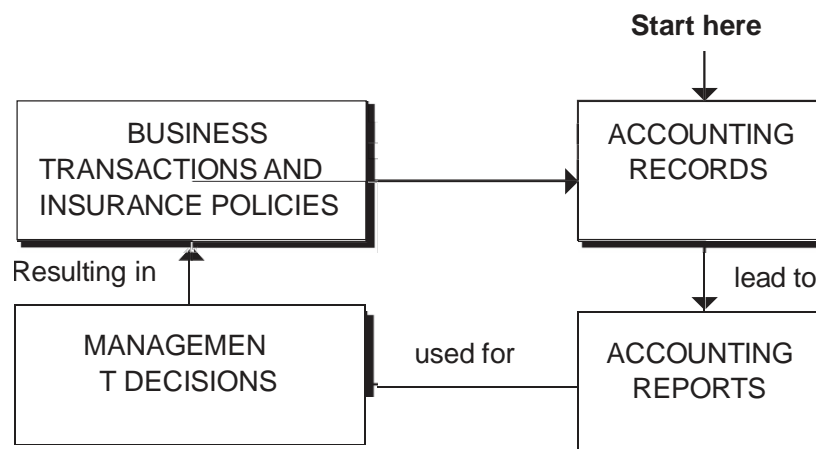 Start here
BUSINESS
TRANSACTIONS AND
INSURANCE POLICIES
ACCOUNTING
RECORDS
Resulting in
lead to
MANAGEMEN
T DECISIONS
used for
ACCOUNTING
REPORTS